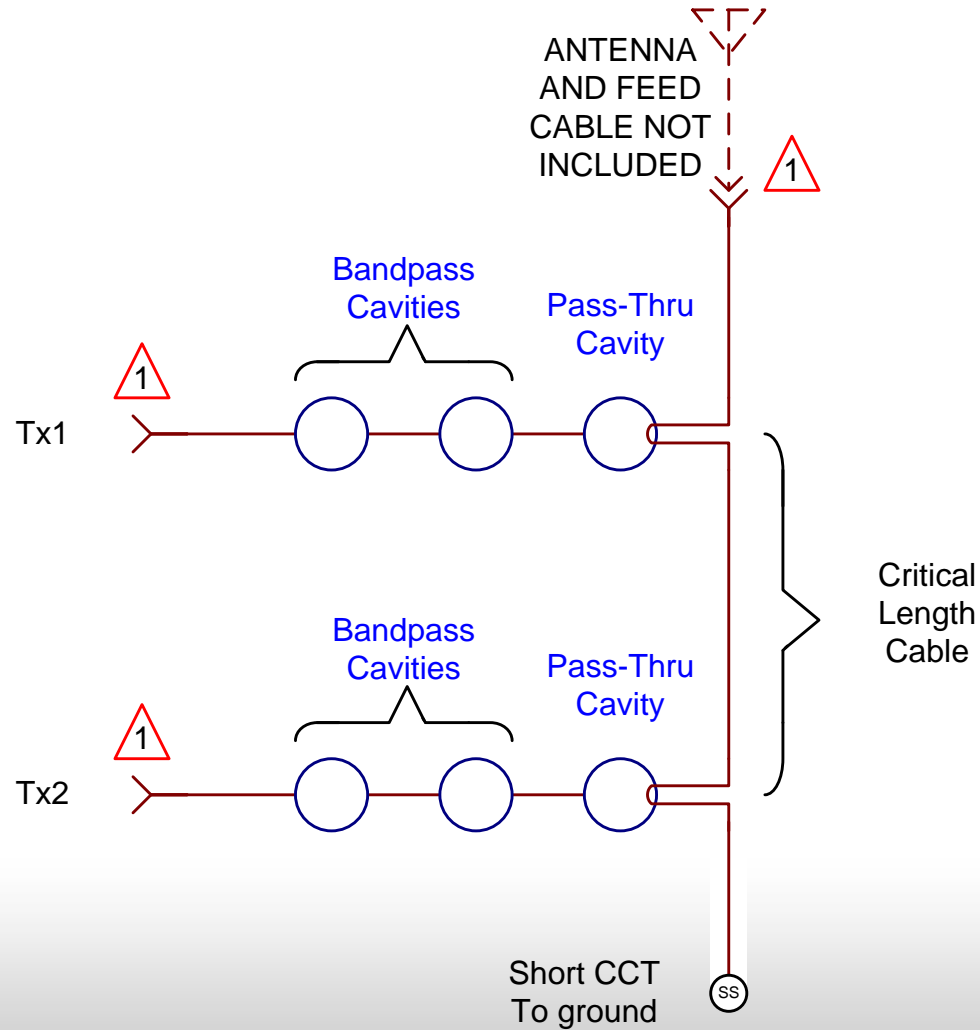 ANTENNA
AND FEED
CABLE NOT
INCLUDED
1
Bandpass
Cavities
Pass-Thru
Cavity
1
Tx1
Critical
Length
Cable
Bandpass
Cavities
Pass-Thru
Cavity
1
Tx2
Short CCT
To ground
SS